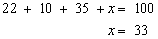 22 + 10 + 35 + x = 100
x = 33